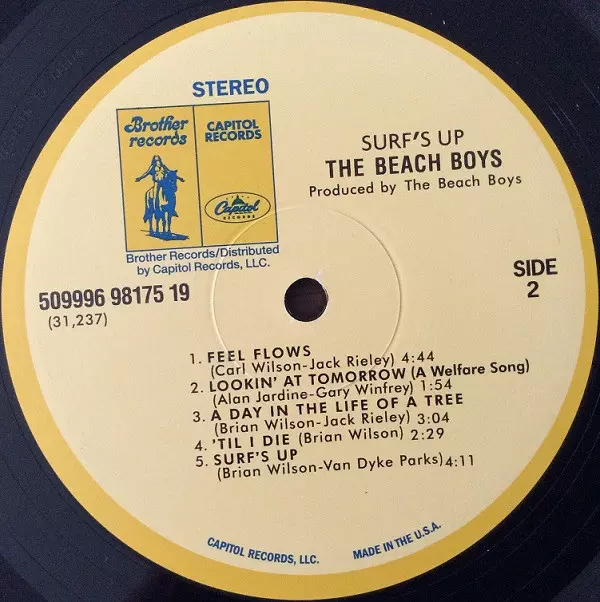 STEREO
Brother
records
CAPITOL
RECORDS
Capitol
RECORDS
Brother Records/Distributed
by Capitol Records, LLC.
SURF'S UP
THE BEACH BOYS
Produced by The Beach Boys
509996 98175 19
(31,237)
SIDE
2
1. FEEL FLOWS
(Carl Wilson-Jack Rieley) 4:44
2. LOOKIN' AT TOMORROW (A Welfare Song)
(Alan Jardine-Gary Winfrey) 1:54
3. A DAY IN THE LIFE OF A TREE
(Brian Wilson-Jack Rieley) 3:04
4. 'TIL I DIE (Brian Wilson) 2:29
5. SURF'S UP
(Brian Wilson-Van Dyke Parks) 4:11
CAPITOL RECORDS, LLC. MADE IN THE U.S.A.